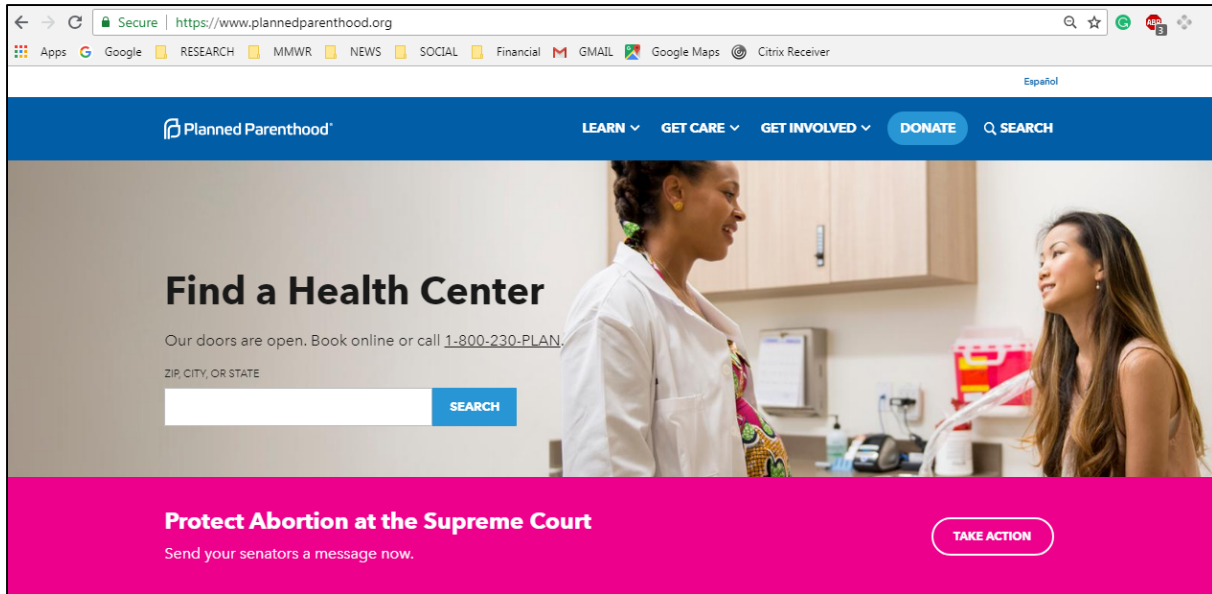 Secure | https://www.plannedparenthood.org
ABP 3
Apps Google RESEARCH MMWR NEWS SOCIAL Financial GMAIL Google Maps Citrix Receiver
Español
Planned Parenthood®
LEARN GET CARE GET INVOLVED DONATE SEARCH
Find a Health Center
Our doors are open. Book online or call 1-800-230-PLAN.
ZIP, CITY, OR STATE
SEARCH
Protect Abortion at the Supreme Court
Send your senators a message now.
TAKE ACTION